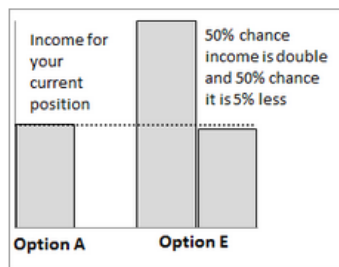 Income for
your
current
position
50% chance
income is double
and 50% chance
it is 5% less
Option A
Option E